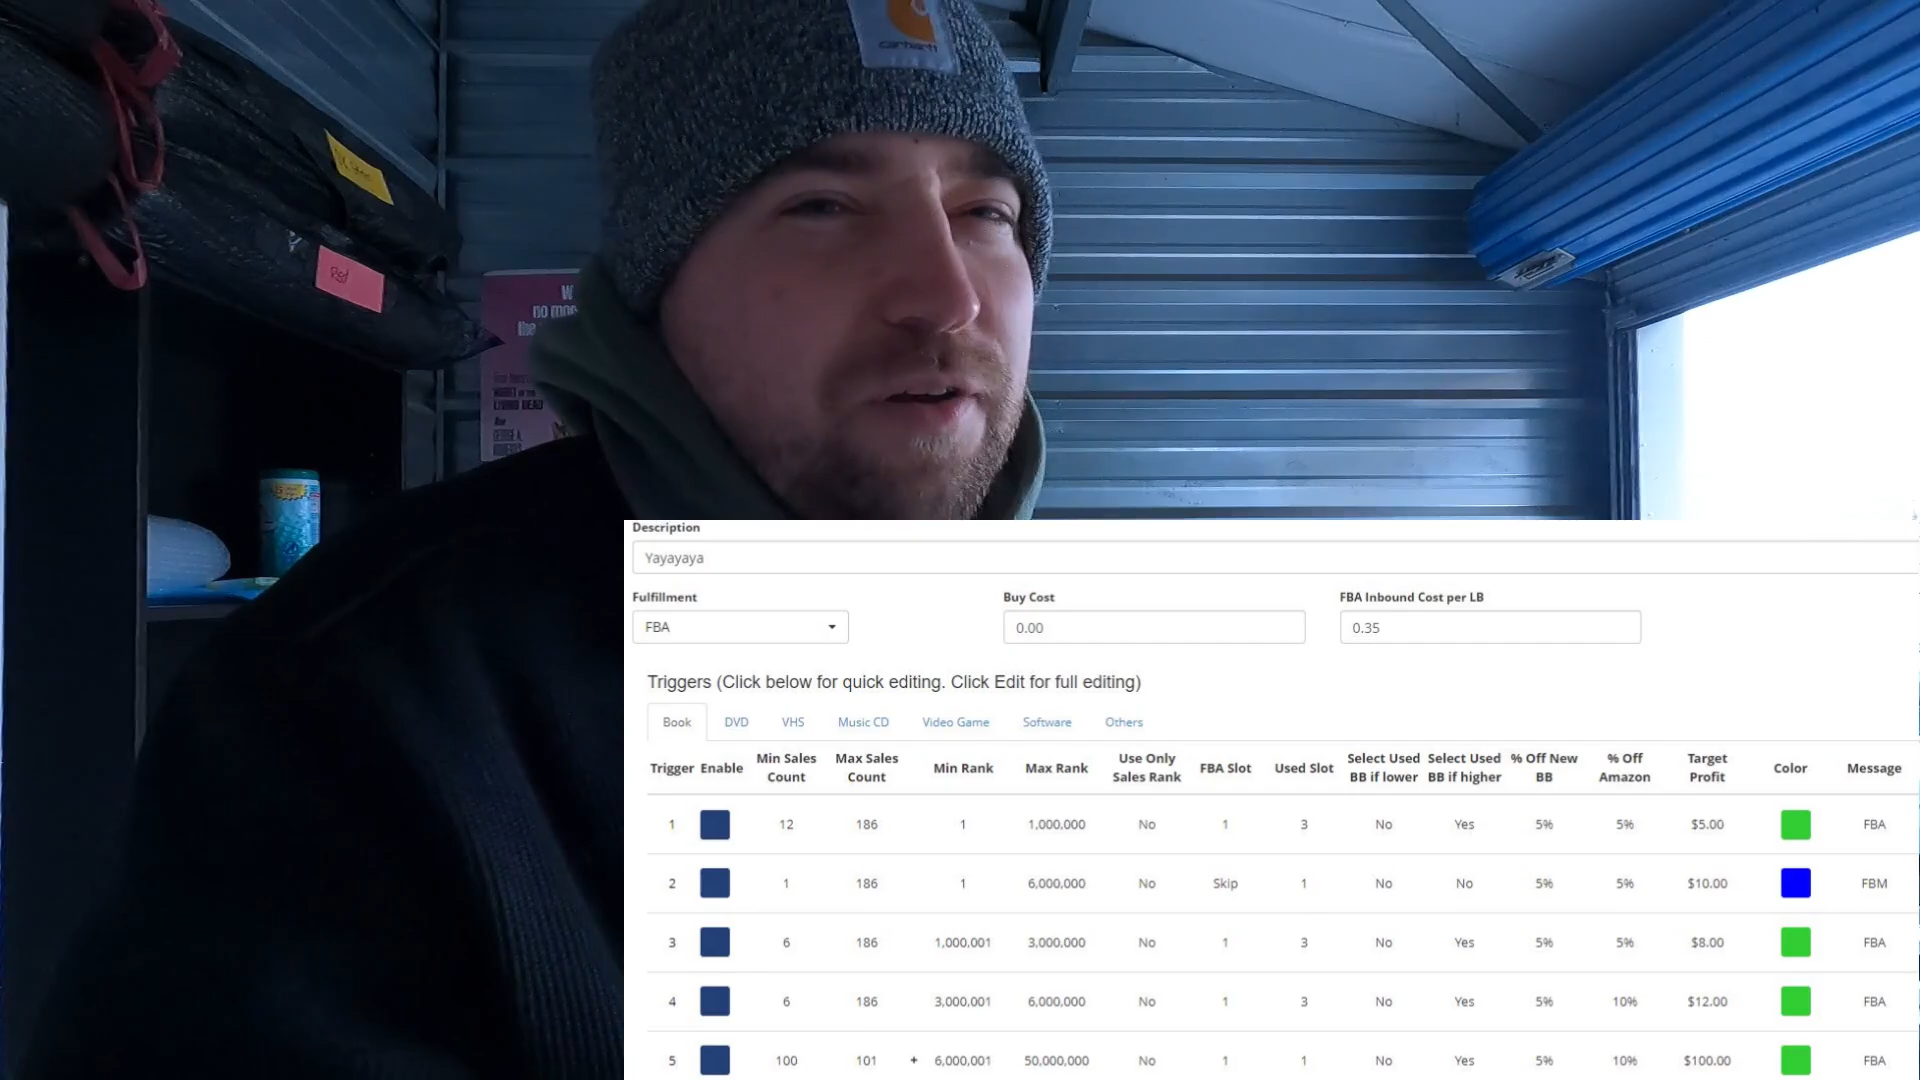 carhartt
Red
W
no more
the
LIVING DEAD
GEORGE A.
Description
Yayayaya
Fulfillment
Buy Cost
FBA Inbound Cost per LB
FBA
0.00
0.35
Triggers (Click below for quick editing. Click Edit for full editing)
Book DVD VHS Music CD Video Game Software Others
Trigger Enable Min Sales Count Max Sales Count Min Rank Max Rank Use Only Sales Rank FBA Slot Used Slot Select Used BB if lower Select Used BB if higher % Off New BB % Off Amazon Target Profit Color Message
1 12 186 1 1,000,000 No 1 3 No Yes 5% 5% $5.00 FBA
2 1 186 1 6,000,000 No Skip 1 No No 5% 5% $10.00 FBM
3 6 186 1,000,001 3,000,000 No 1 3 No Yes 5% 5% $8.00 FBA
4 6 186 3,000,001 6,000,000 No 1 3 No Yes 5% 10% $12.00 FBA
5 100 101 + 6,000,001 50,000,000 No 1 1 No Yes 5% 10% $100.00 FBA